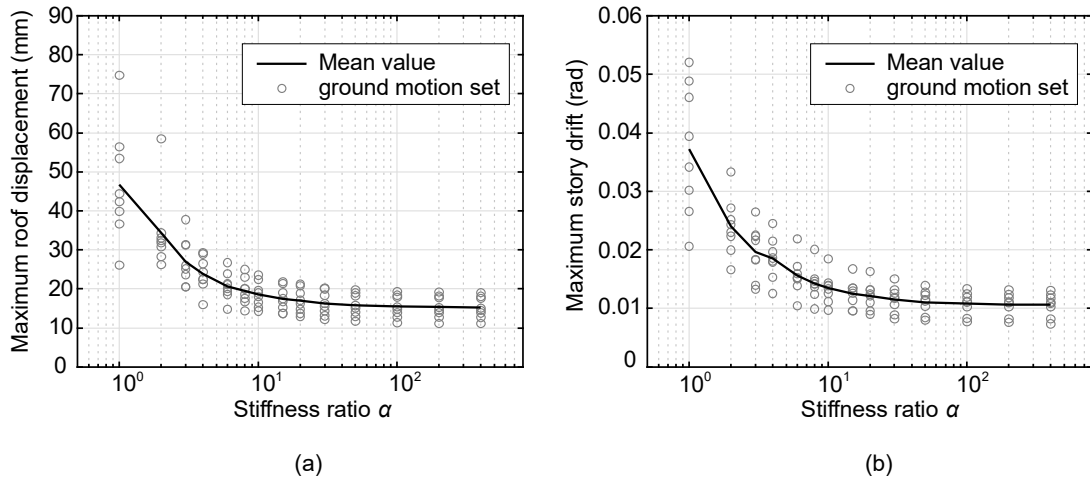 90
80
70
60
50
40
30
20
10
0
Maximum roof displacement (mm)
Mean value
ground motion set
10⁰
10¹
10²
Stiffness ratio α
(a)
0.06
0.05
0.04
0.03
0.02
0.01
0
Maximum story drift (rad)
Mean value
ground motion set
10⁰
10¹
10²
Stiffness ratio α
(b)